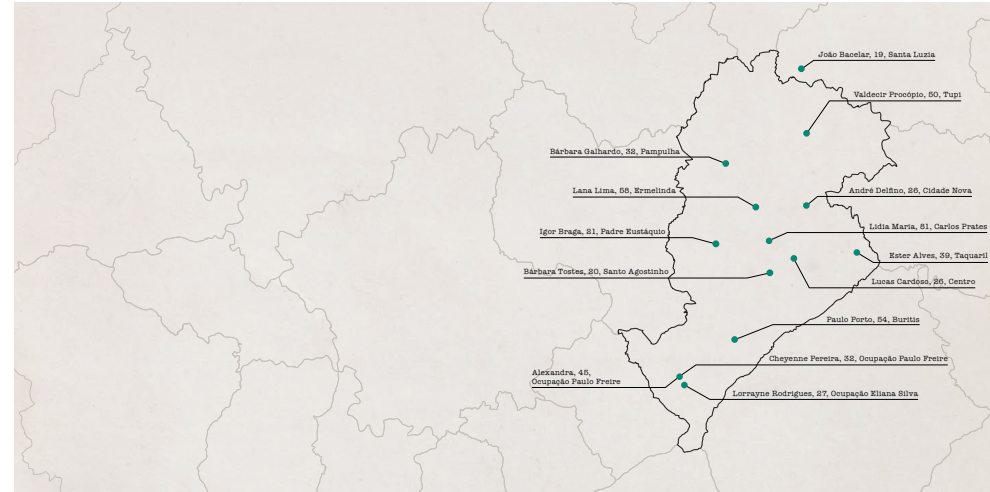 João Bacelar, 19, Santa Luzia
Valdecir Procópio, 50, Tupi
Bárbara Galhardo, 32, Pampulha
Lana Lima, 58, Ermelinda
André Delfino, 26, Cidade Nova
Igor Braga, 21, Padre Eustáquio
Lidia Maria, 81, Carlos Prates
Ester Alves, 39, Taquaril
Bárbara Tostes, 20, Santo Agostinho
Lucas Cardoso, 26, Centro
Paulo Porto, 54, Buritis
Cheyenne Pereira, 32, Ocupação Paulo Freire
Alexandra, 45,
Ocupação Paulo Freire
Lorrayne Rodrigues, 27, Ocupação Eliana Silva